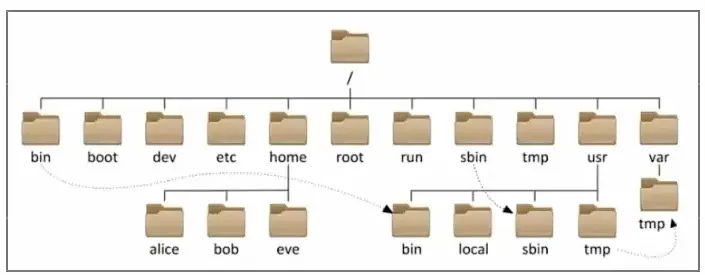 /
bin boot dev etc home root run sbin tmp usr var
tmp
alice bob eve bin local sbin tmp